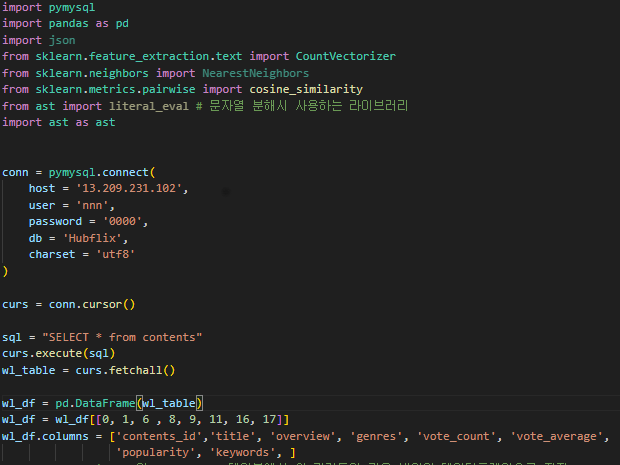 import pymysql
import pandas as pd
import json
from sklearn.feature_extraction.text import CountVectorizer
from sklearn.neighbors import NearestNeighbors
from sklearn.metrics.pairwise import cosine_similarity
from ast import literal_eval # 문자열 분해시 사용하는 라이브러리
import ast as ast
conn = pymysql.connect(
host = '13.209.231.102',
user = 'nnn',
password = '0000',
db = 'Hubflix',
charset = 'utf8'
)
curs = conn.cursor()
sql = "SELECT * from contents"
curs.execute(sql)
wl_table = curs.fetchall()
wl_df = pd.DataFrame(wl_table)
wl_df = wl_df[[0, 1, 6 , 8, 9, 11, 16, 17]]
wl_df.columns = ['contents_id','title', 'overview', 'genres', 'vote_count', 'vote_average',
'popularity', 'keywords', ]